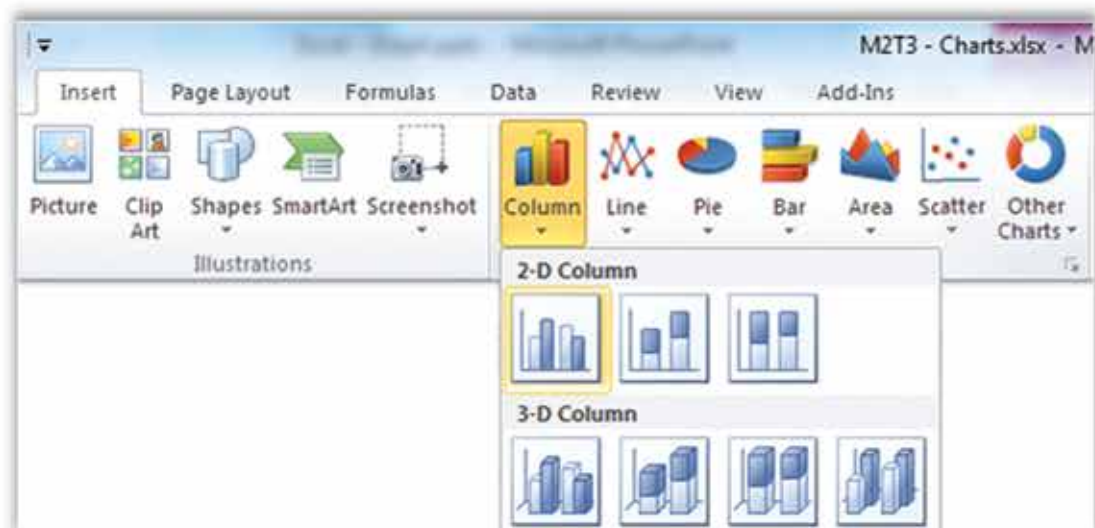 M2T3 - Charts.xlsx - M
Insert Page Layout Formulas Data Review View Add-Ins
Picture Clip Art Shapes SmartArt Screenshot Column Line Pie Bar Area Scatter Other Charts
Illustrations
2-D Column
3-D Column